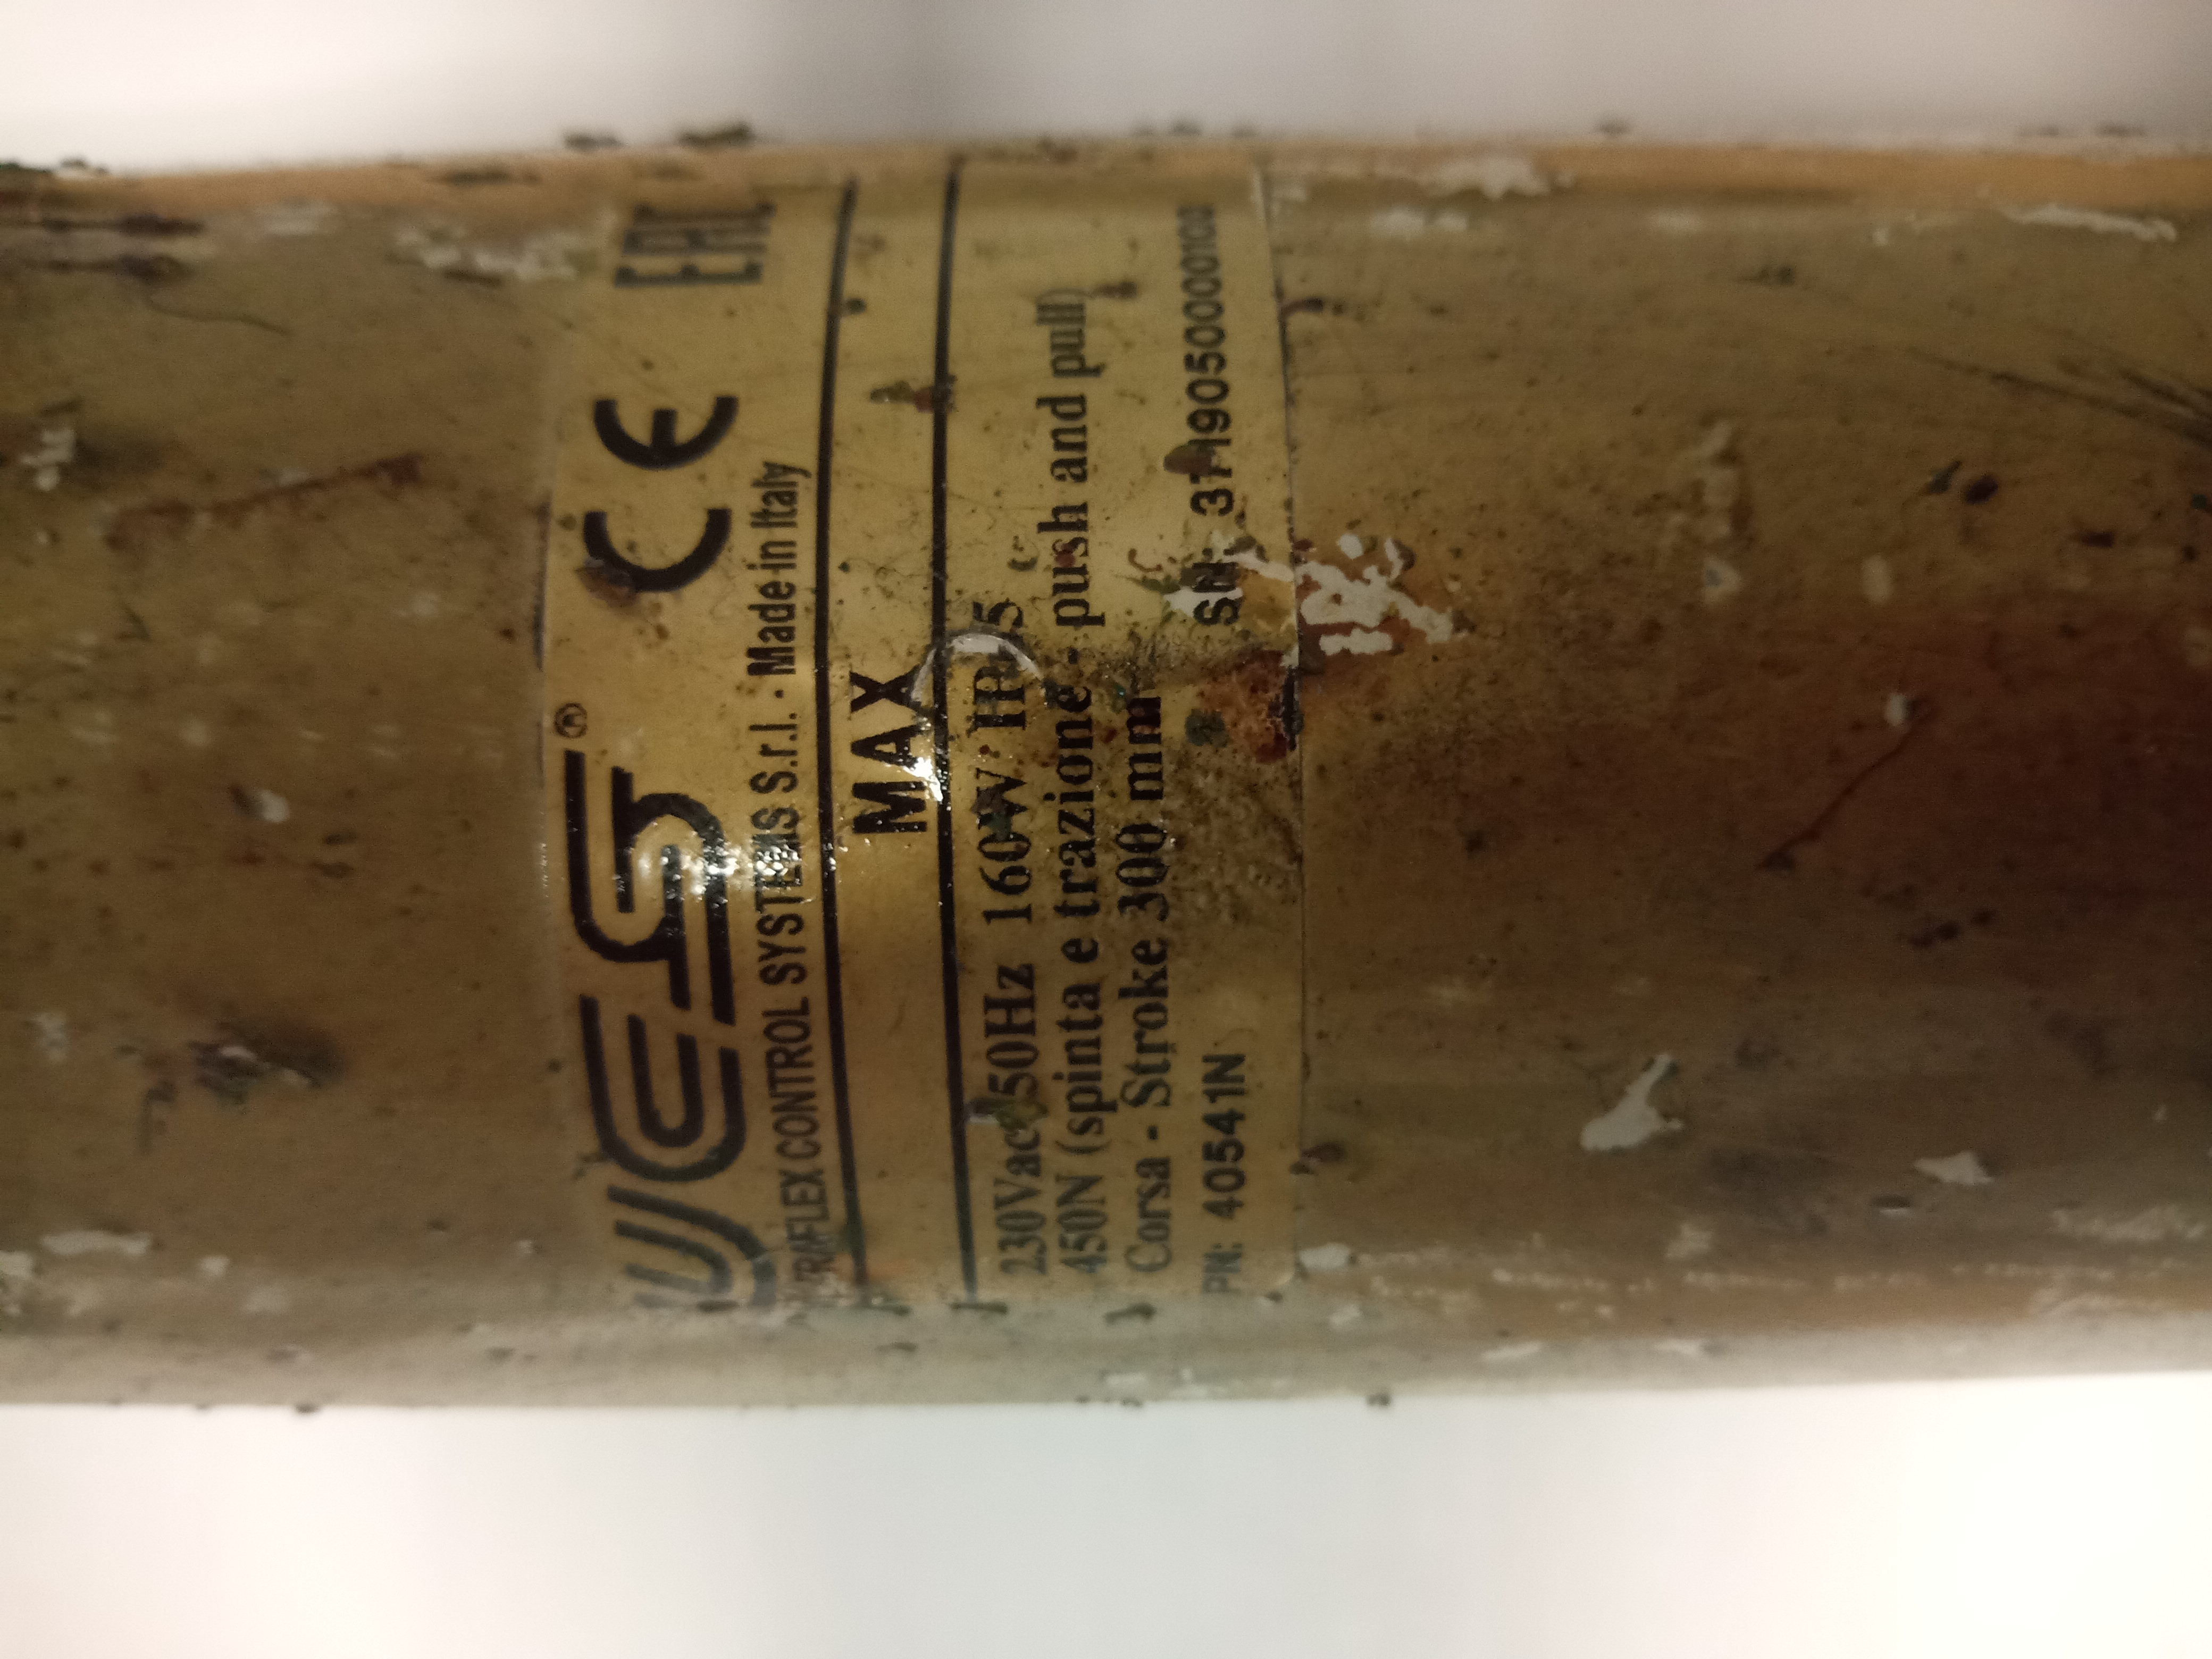 UCS® CE EAC
ULTRAFLEX CONTROL SYSTEMS S.r.l. - Made in Italy
MAX
230Vac 50Hz 160W
450N (spinta e trazione - push and pull)
Corsa - Stroke 300 mm
PN: 40541N SN: